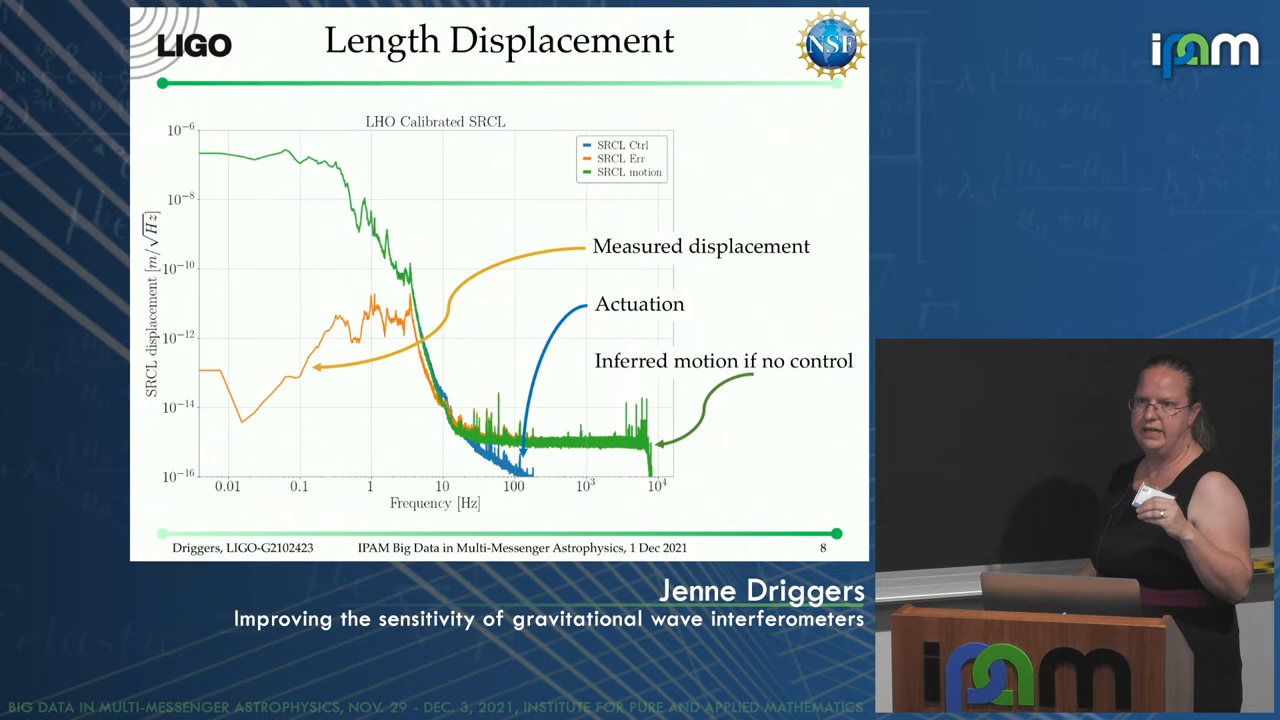 LIGO
Length Displacement
NSF
ipam
LHO Calibrated SRCL
10⁻⁶
10⁻⁸
10⁻¹⁰
10⁻¹²
10⁻¹⁴
10⁻¹⁶
SRCL displacement [m/√Hz]
SRCL Ctrl
SRCL Err
SRCL motion
Measured displacement
Actuation
Inferred motion if no control
0.01 0.1 1 10 100 10³ 10⁴
Frequency [Hz]
Driggers, LIGO-G2102423 IPAM Big Data in Multi-Messenger Astrophysics, 1 Dec 2021 8
Jenne Driggers
Improving the sensitivity of gravitational wave interferometers
ipam
BIG DATA IN MULTI-MESSENGER ASTROPHYSICS, NOV. 29 - DEC. 3, 2021, INSTITUTE FOR PURE AND APPLIED MATHEMATICS